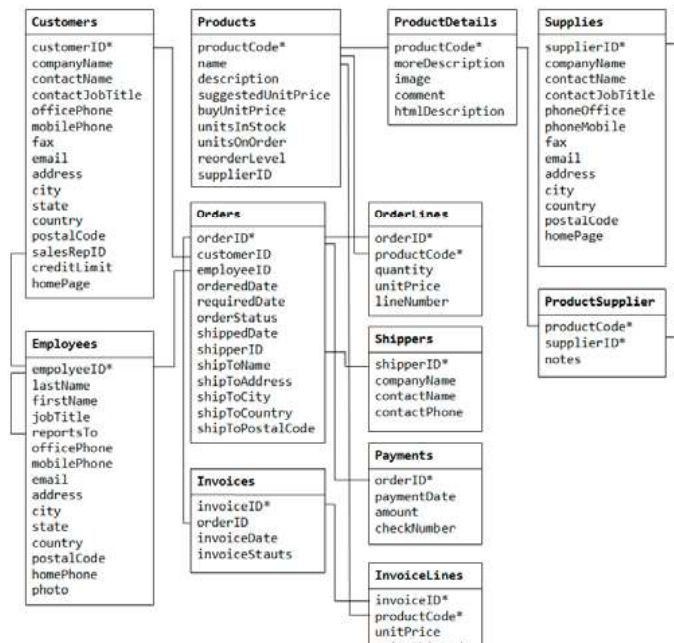 Customers
customerID*
companyName
contactName
contactJobTitle
officePhone
mobilePhone
fax
email
address
city
state
country
postalCode
salesRepID
creditLimit
homePage
Products
productCode*
name
description
suggestedUnitPrice
buyUnitPrice
unitsInStock
unitsOnOrder
reorderLevel
supplierID
ProductDetails
productCode*
moreDescription
image
comment
htmlDescription
Supplies
supplierID*
companyName
contactName
contactJobTitle
phoneOffice
phoneMobile
fax
email
address
city
country
postalCode
homePage
Orders
orderID*
customerID
employeeID
orderedDate
requiredDate
orderStatus
shippedDate
shipperID
shipToName
shipToAddress
shipToCity
shipToCountry
shipToPostalCode
OrderLines
orderID*
productCode*
quantity
unitPrice
lineNumber
ProductSupplier
productCode*
supplierID*
notes
Employees
empolyeeID*
lastName
firstName
jobTitle
reportsTo
officePhone
mobilePhone
email
address
city
state
country
postalCode
homePhone
photo
Shippers
shipperID*
companyName
contactName
contactPhone
Invoices
invoiceID*
orderID
invoiceDate
invoiceStauts
Payments
orderID*
paymentDate
amount
checkNumber
InvoiceLines
invoiceID*
productCode*
unitPrice